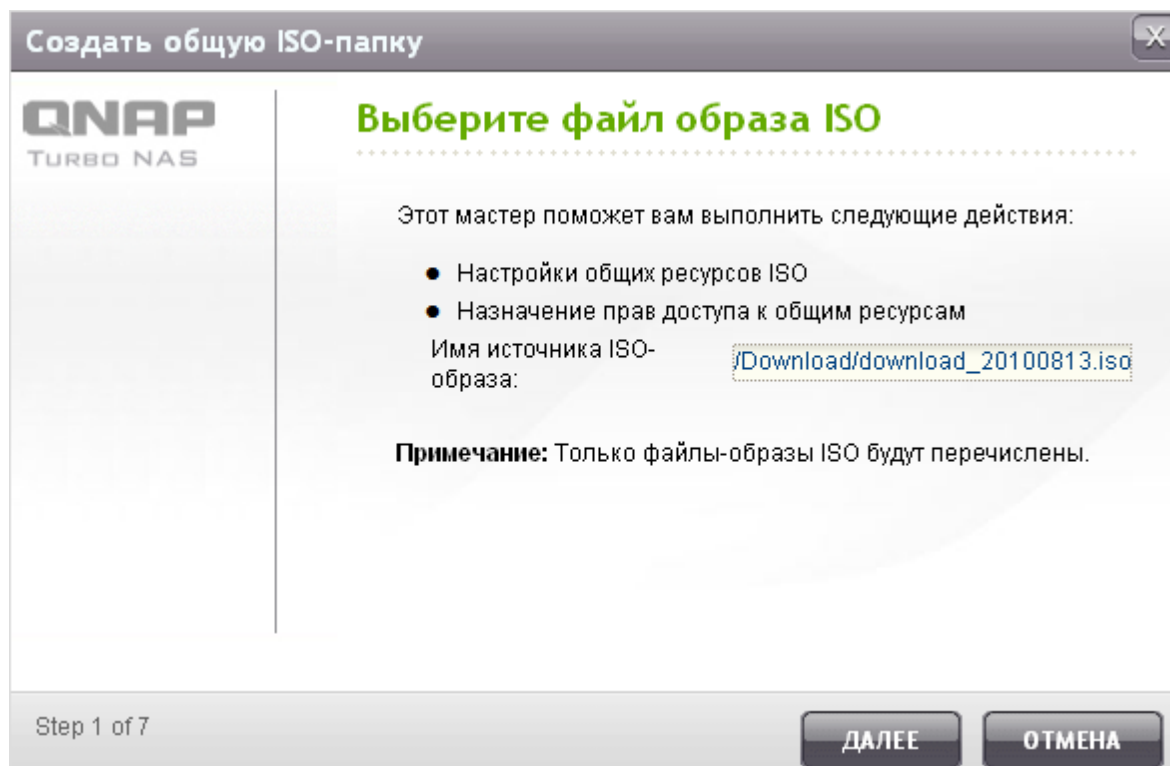 Создать общую ISO-папку
X
QNAP
TURBO NAS
Выберите файл образа ISO
Этот мастер поможет вам выполнить следующие действия:
Настройки общих ресурсов ISO
Назначение прав доступа к общим ресурсам
Имя источника ISO-
образа:
/Download/download_20100813.iso
Примечание: Только файлы-образы ISO будут перечислены.
Step 1 of 7
ДАЛЕЕ
ОТМЕНА